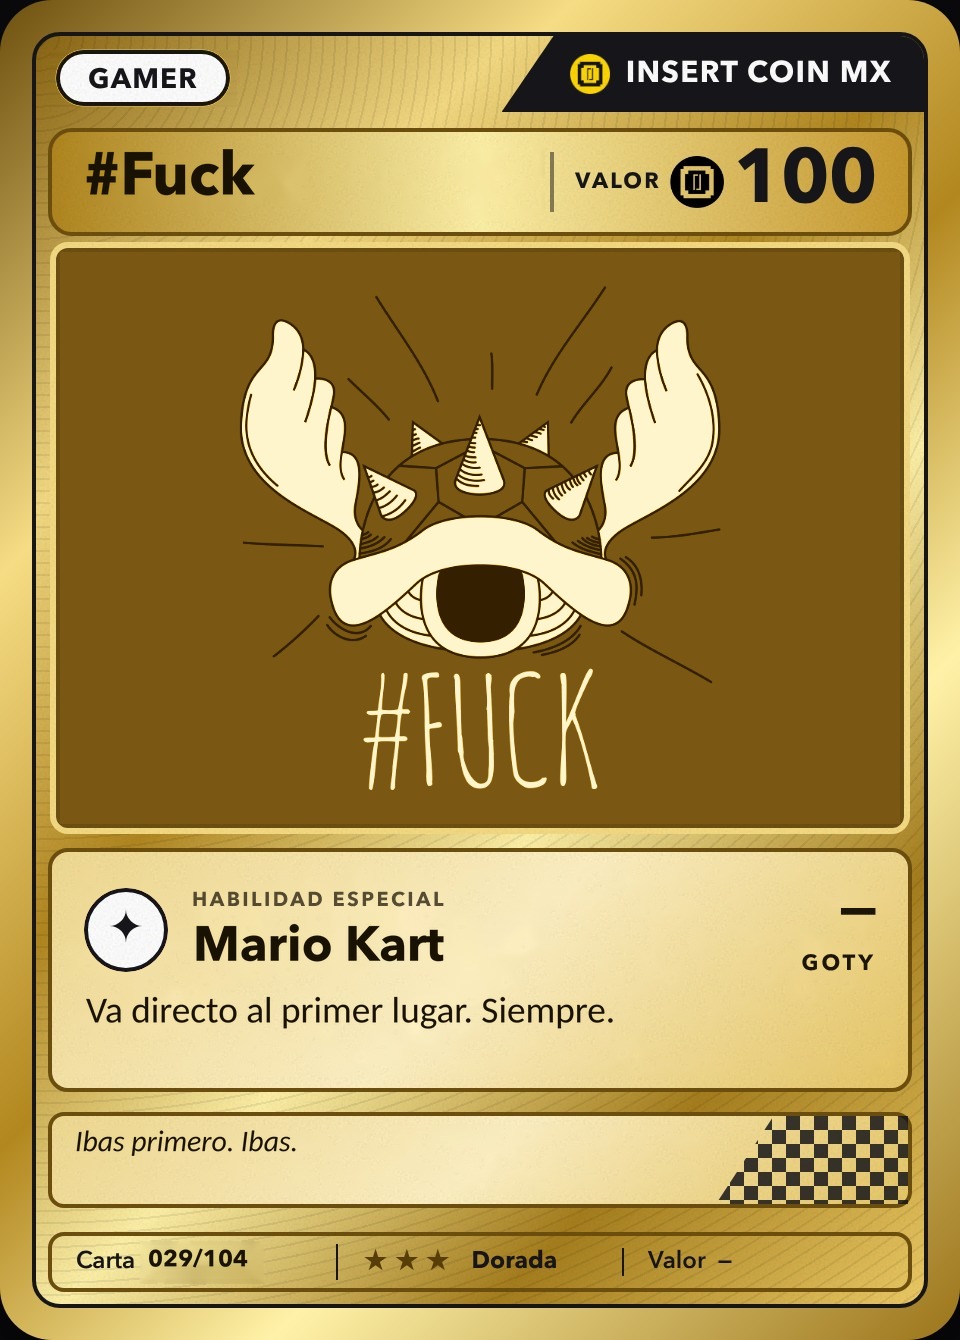 GAMER
INSERT COIN MX
#Fuck
VALOR 100
#FUCK
HABILIDAD ESPECIAL
Mario Kart
–
GOTY
Va directo al primer lugar. Siempre.
Ibas primero. Ibas.
Carta 029/104 ★★★ Dorada Valor –